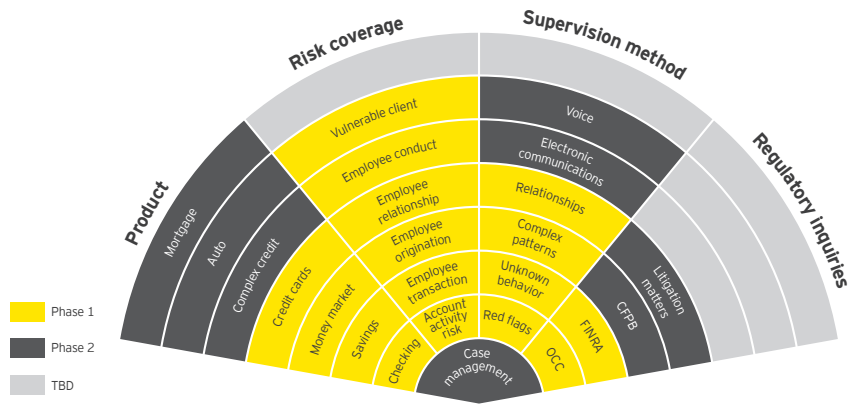 Product
Mortgage
Auto
Complex credit
Credit cards
Money market
Savings
Checking
Risk coverage
Vulnerable client
Employee conduct
Employee
relationship
Employee
origination
Employee
transaction
Account
activity
risk
Supervision method
Voice
Electronic
communications
Relationships
Complex
patterns
Unknown
behavior
Red flags
Regulatory inquiries
Litigation
matters
CFPB
FINRA
OCC
Case
management
Phase 1
Phase 2
TBD